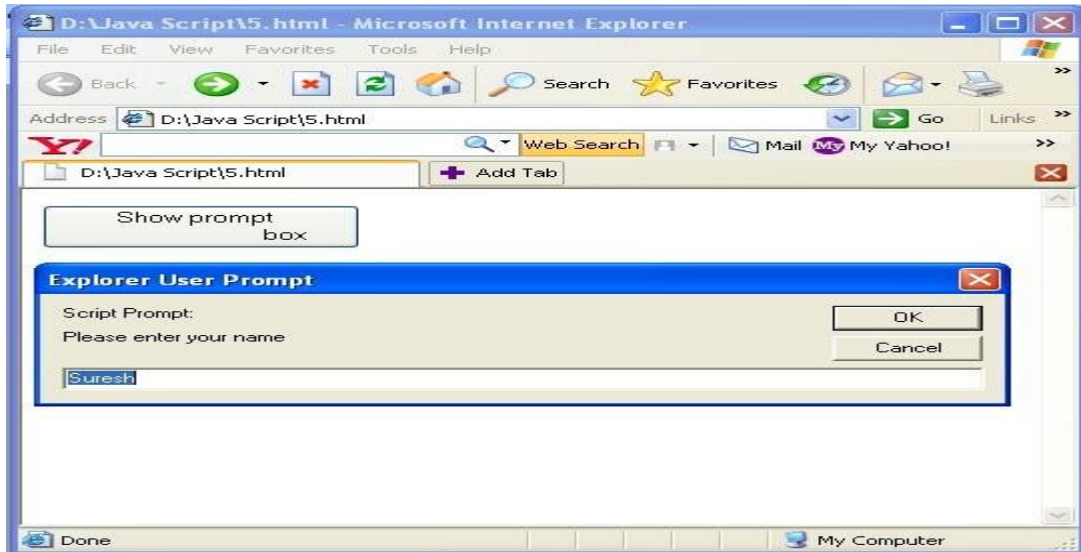 D:\Java Script\5.html - Microsoft Internet Explorer
File Edit View Favorites Tools Help
Back Search Favorites »
Address D:\Java Script\5.html Go Links »
Y! Web Search Mail My My Yahoo! »
D:\Java Script\5.html Add Tab
Show prompt
box
Explorer User Prompt
Script Prompt:
OK
Please enter your name
Cancel
Suresh
Done My Computer